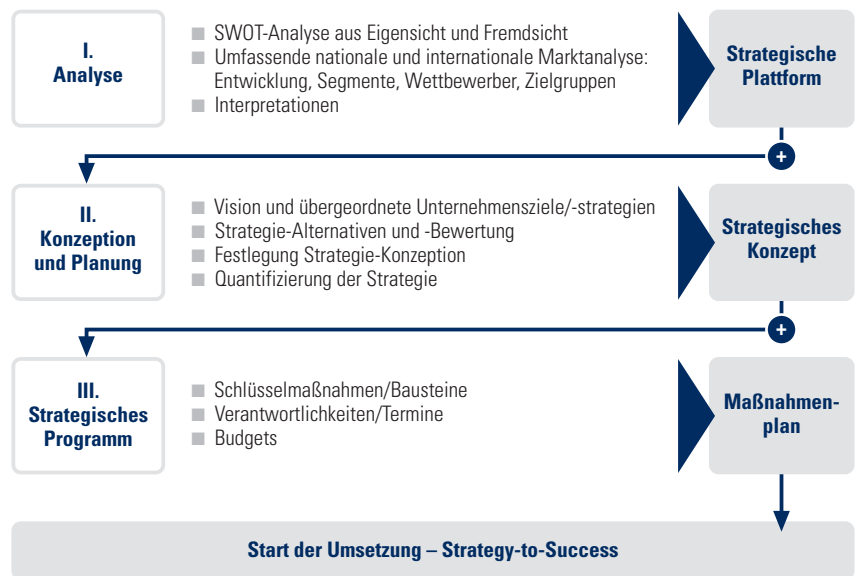 I.
Analyse
■ SWOT-Analyse aus Eigensicht und Fremdsicht
■ Umfassende nationale und internationale Marktanalyse:
Entwicklung, Segmente, Wettbewerber, Zielgruppen
■ Interpretationen
Strategische
Plattform
+
II.
Konzeption
und Planung
■ Vision und übergeordnete Unternehmensziele/-strategien
■ Strategie-Alternativen und -Bewertung
■ Festlegung Strategie-Konzeption
■ Quantifizierung der Strategie
Strategisches
Konzept
+
III.
Strategisches
Programm
■ Schlüsselmaßnahmen/Bausteine
■ Verantwortlichkeiten/Termine
■ Budgets
Maßnahmen-
plan
Start der Umsetzung – Strategy-to-Success